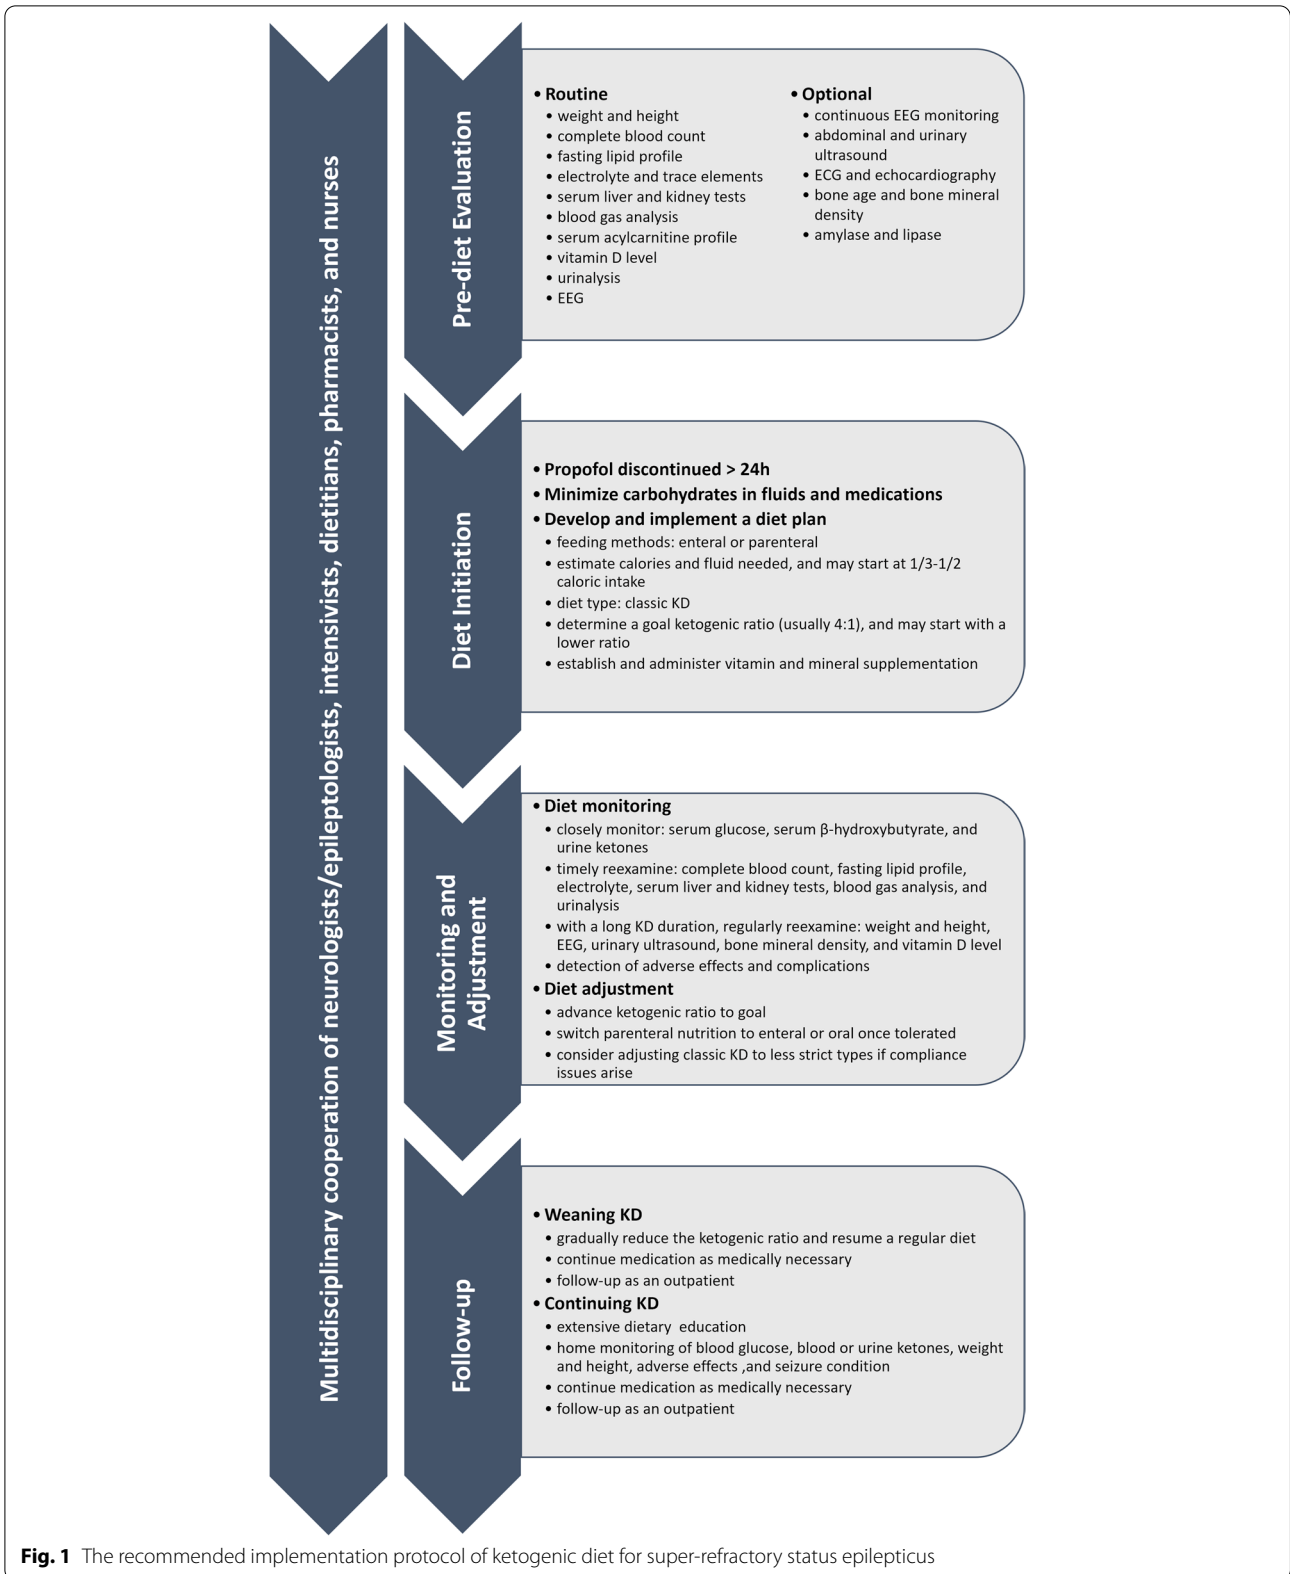 Multidisciplinary cooperation of neurologists/epileptologists, intensivists, dietitians, pharmacists, and nurses
Pre-diet Evaluation
• Routine
• weight and height
• complete blood count
• fasting lipid profile
• electrolyte and trace elements
• serum liver and kidney tests
• blood gas analysis
• serum acylcarnitine profile
• vitamin D level
• urinalysis
• EEG
• Optional
• continuous EEG monitoring
• abdominal and urinary
ultrasound
• ECG and echocardiography
• bone age and bone mineral
density
• amylase and lipase
Diet Initiation
• Propofol discontinued > 24h
• Minimize carbohydrates in fluids and medications
• Develop and implement a diet plan
• feeding methods: enteral or parenteral
• estimate calories and fluid needed, and may start at 1/3-1/2
caloric intake
• diet type: classic KD
• determine a goal ketogenic ratio (usually 4:1), and may start with a
lower ratio
• establish and administer vitamin and mineral supplementation
Monitoring and
Adjustment
• Diet monitoring
• closely monitor: serum glucose, serum β-hydroxybutyrate, and
urine ketones
• timely reexamine: complete blood count, fasting lipid profile,
electrolyte, serum liver and kidney tests, blood gas analysis, and
urinalysis
• with a long KD duration, regularly reexamine: weight and height,
EEG, urinary ultrasound, bone mineral density, and vitamin D level
• detection of adverse effects and complications
• Diet adjustment
• advance ketogenic ratio to goal
• switch parenteral nutrition to enteral or oral once tolerated
• consider adjusting classic KD to less strict types if compliance
issues arise
Follow-up
• Weaning KD
• gradually reduce the ketogenic ratio and resume a regular diet
• continue medication as medically necessary
• follow-up as an outpatient
• Continuing KD
• extensive dietary education
• home monitoring of blood glucose, blood or urine ketones, weight
and height, adverse effects ,and seizure condition
• continue medication as medically necessary
• follow-up as an outpatient
Fig. 1 The recommended implementation protocol of ketogenic diet for super-refractory status epilepticus